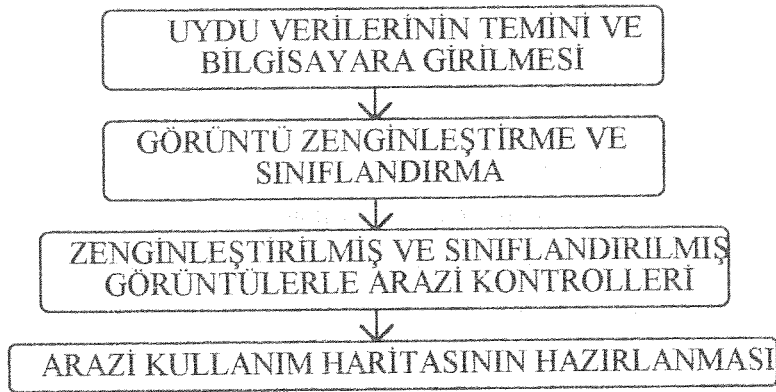 UYDU VERİLERİNİN TEMİNİ VE
BİLGİSAYARA GİRİLMESİ
GÖRÜNTÜ ZENGİNLEŞTİRME VE
SINIFLANDIRMA
ZENGİNLEŞTİRİLMİŞ VE SINIFLANDIRILMIŞ
GÖRÜNTÜLERLE ARAZİ KONTROLLERİ
ARAZİ KULLANIM HARİTASININ HAZIRLANMASI